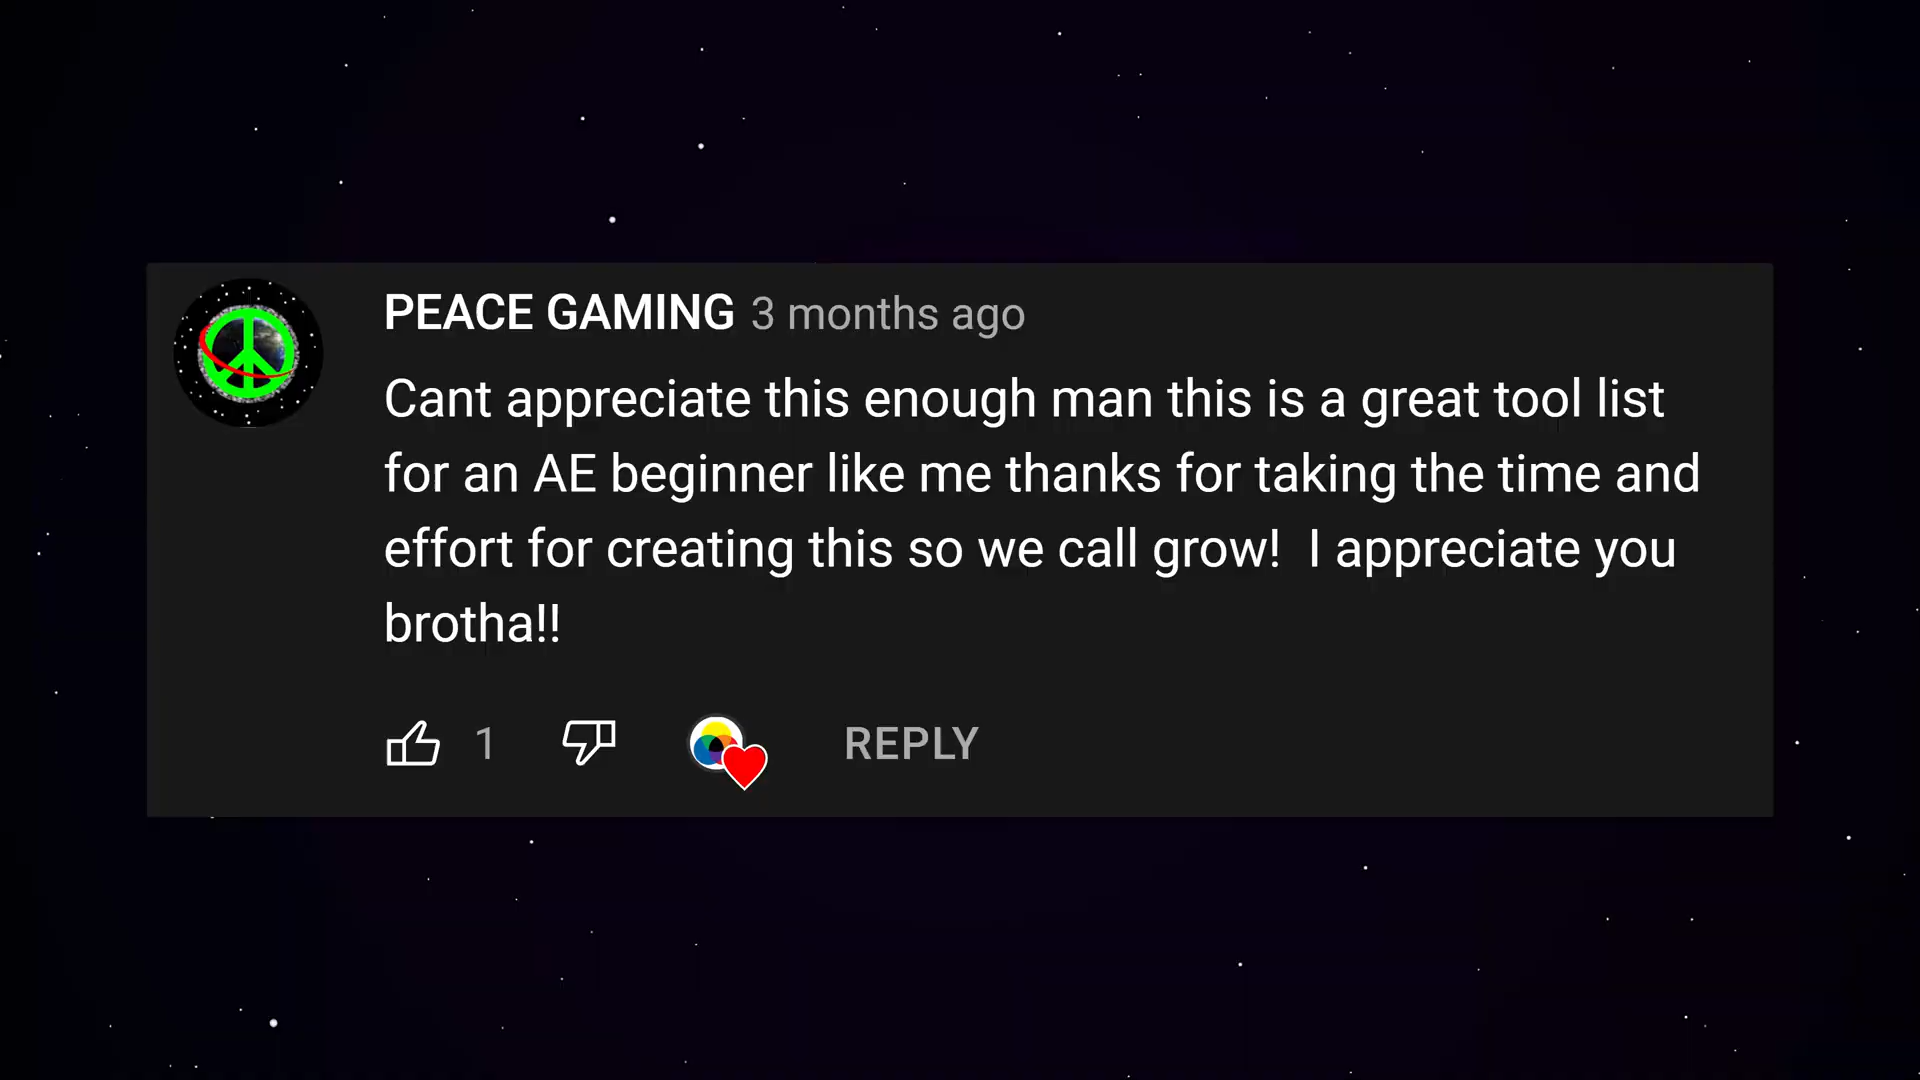 PEACE GAMING 3 months ago
Cant appreciate this enough man this is a great tool list
for an AE beginner like me thanks for taking the time and
effort for creating this so we call grow!  I appreciate you
brotha!!
1 REPLY